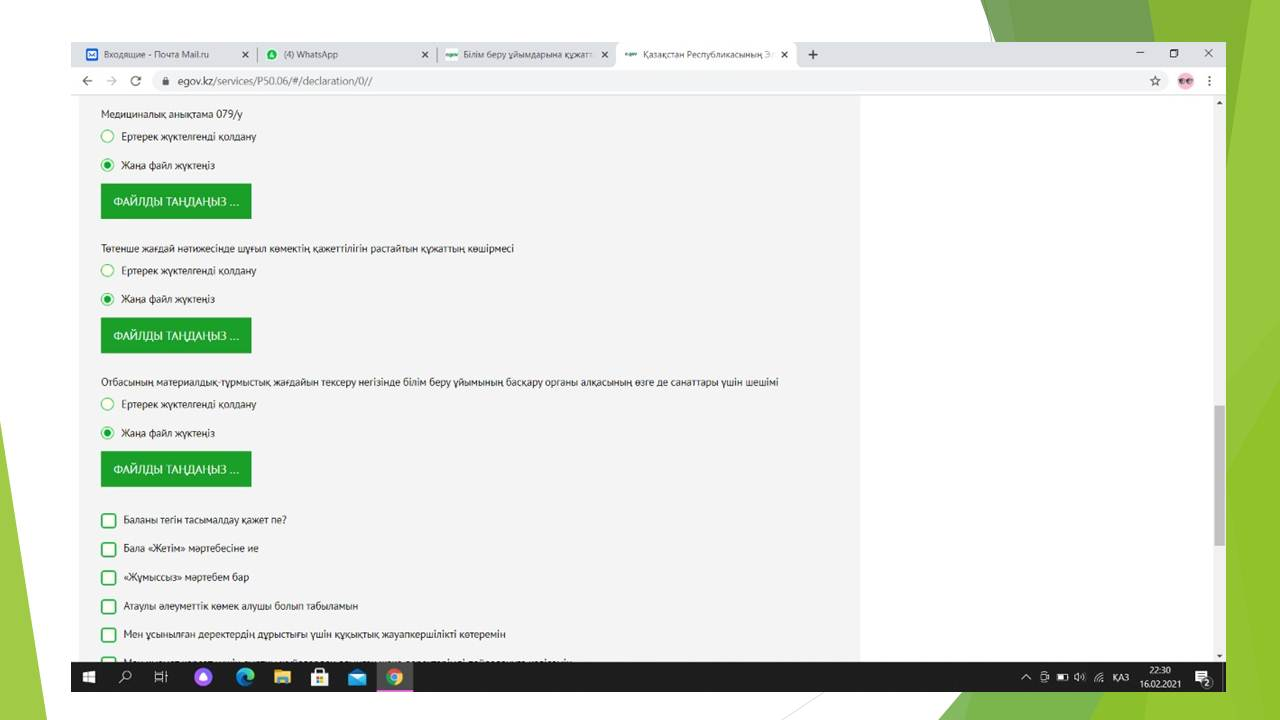 Входящие - Почта Mail.ru
(4) WhatsApp
Білім беру ұйымдарына құжатт
Қазақстан Республикасының Э
egov.kz/services/P50.06/#/declaration/0//
Медициналық анықтама 079/у
Ертерек жүктелгенді қолдану
Жаңа файл жүктеңіз
ФАЙЛДЫ ТАҢДАҢЫЗ ...
Төтенше жағдай нәтижесінде шұғыл көмектің қажеттілігін растайтын құжаттың көшірмесі
Ертерек жүктелгенді қолдану
Жаңа файл жүктеңіз
ФАЙЛДЫ ТАҢДАҢЫЗ ...
Отбасының материалдық-тұрмыстық жағдайын тексеру негізінде білім беру ұйымының басқару органы алқасының өзге де санаттары үшін шешімі
Ертерек жүктелгенді қолдану
Жаңа файл жүктеңіз
ФАЙЛДЫ ТАҢДАҢЫЗ ...
Баланы тегін тасымалдау қажет пе?
Бала «Жетім» мәртебесіне ие
«Жұмыссыз» мәртебем бар
Атаулы әлеуметтік көмек алушы болып табыламын
Мен ұсынылған деректердің дұрыстығы үшін құқықтық жауапкершілікті көтеремін
ҚАЗ
22:30
16.02.2021
2